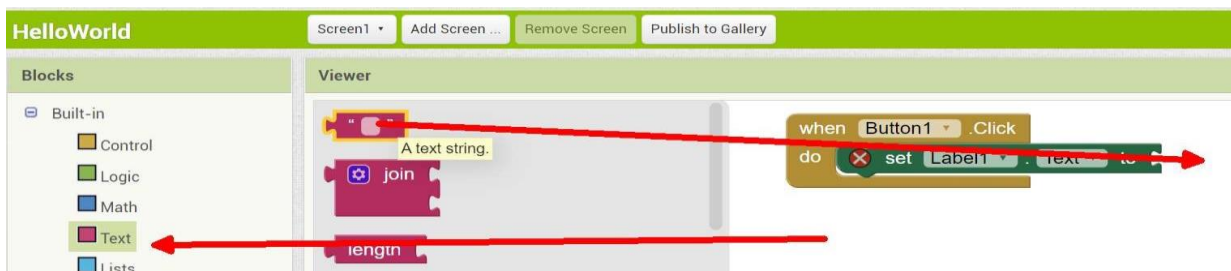 HelloWorld
Screen1 Add Screen ... Remove Screen Publish to Gallery
Blocks
Viewer
Built-in
Control
Logic
Math
Text
Lists
" "
A text string.
join
length
when Button1 .Click
do set Label1 . Text to